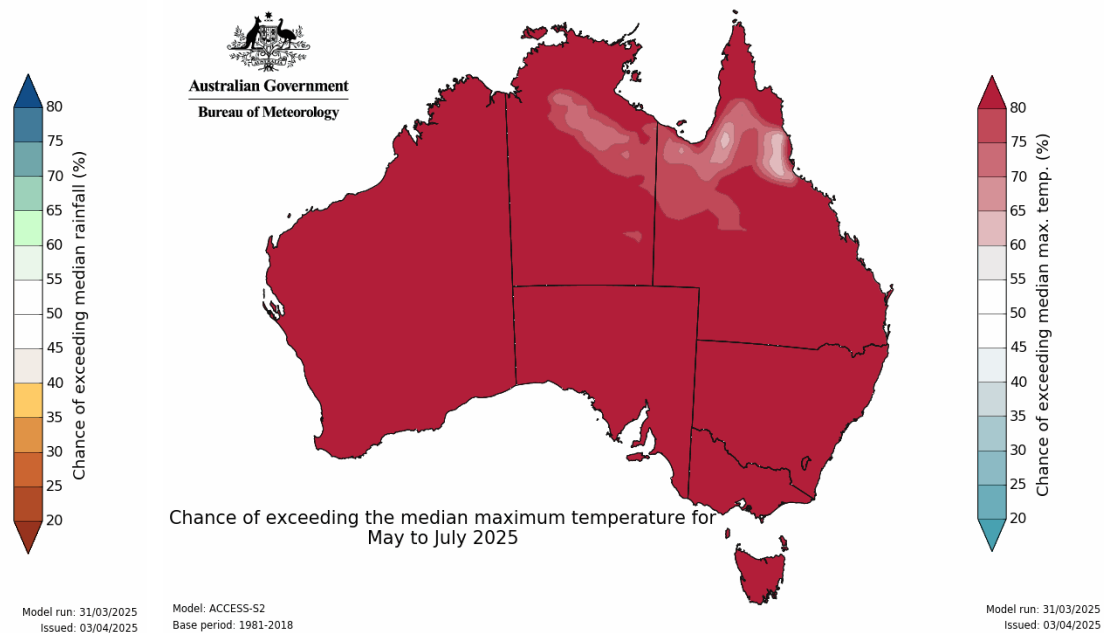 Australian Government
Bureau of Meteorology
80
75
70
65
60
55
50
45
40
35
30
25
20
Chance of exceeding median rainfall (%)
Model run: 31/03/2025
Issued: 03/04/2025
Chance of exceeding the median maximum temperature for
May to July 2025
Model: ACCESS-S2
Base period: 1981-2018
80
75
70
65
60
55
50
45
40
35
30
25
20
Chance of exceeding median max. temp. (%)
Model run: 31/03/2025
Issued: 03/04/2025